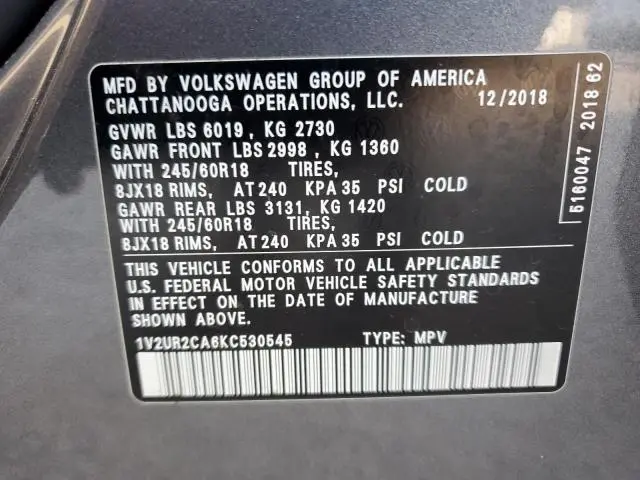 MFD BY VOLKSWAGEN GROUP OF AMERICA
CHATTANOOGA OPERATIONS, LLC. 12/2018
GVWR LBS 6019 , KG 2730
GAWR FRONT LBS 2998 , KG 1360
WITH 245/60R18 TIRES,
8JX18 RIMS, AT 240 KPA 35 PSI COLD
GAWR REAR LBS 3131, KG 1420
WITH 245/60R18 TIRES,
8JX18 RIMS, AT 240 KPA 35 PSI COLD
THIS VEHICLE CONFORMS TO ALL APPLICABLE
U.S. FEDERAL MOTOR VEHICLE SAFETY STANDARDS
IN EFFECT ON THE DATE OF MANUFACTURE
SHOWN ABOVE.
1V2UR2CA6KC530545 TYPE: MPV
5160047 2018 62